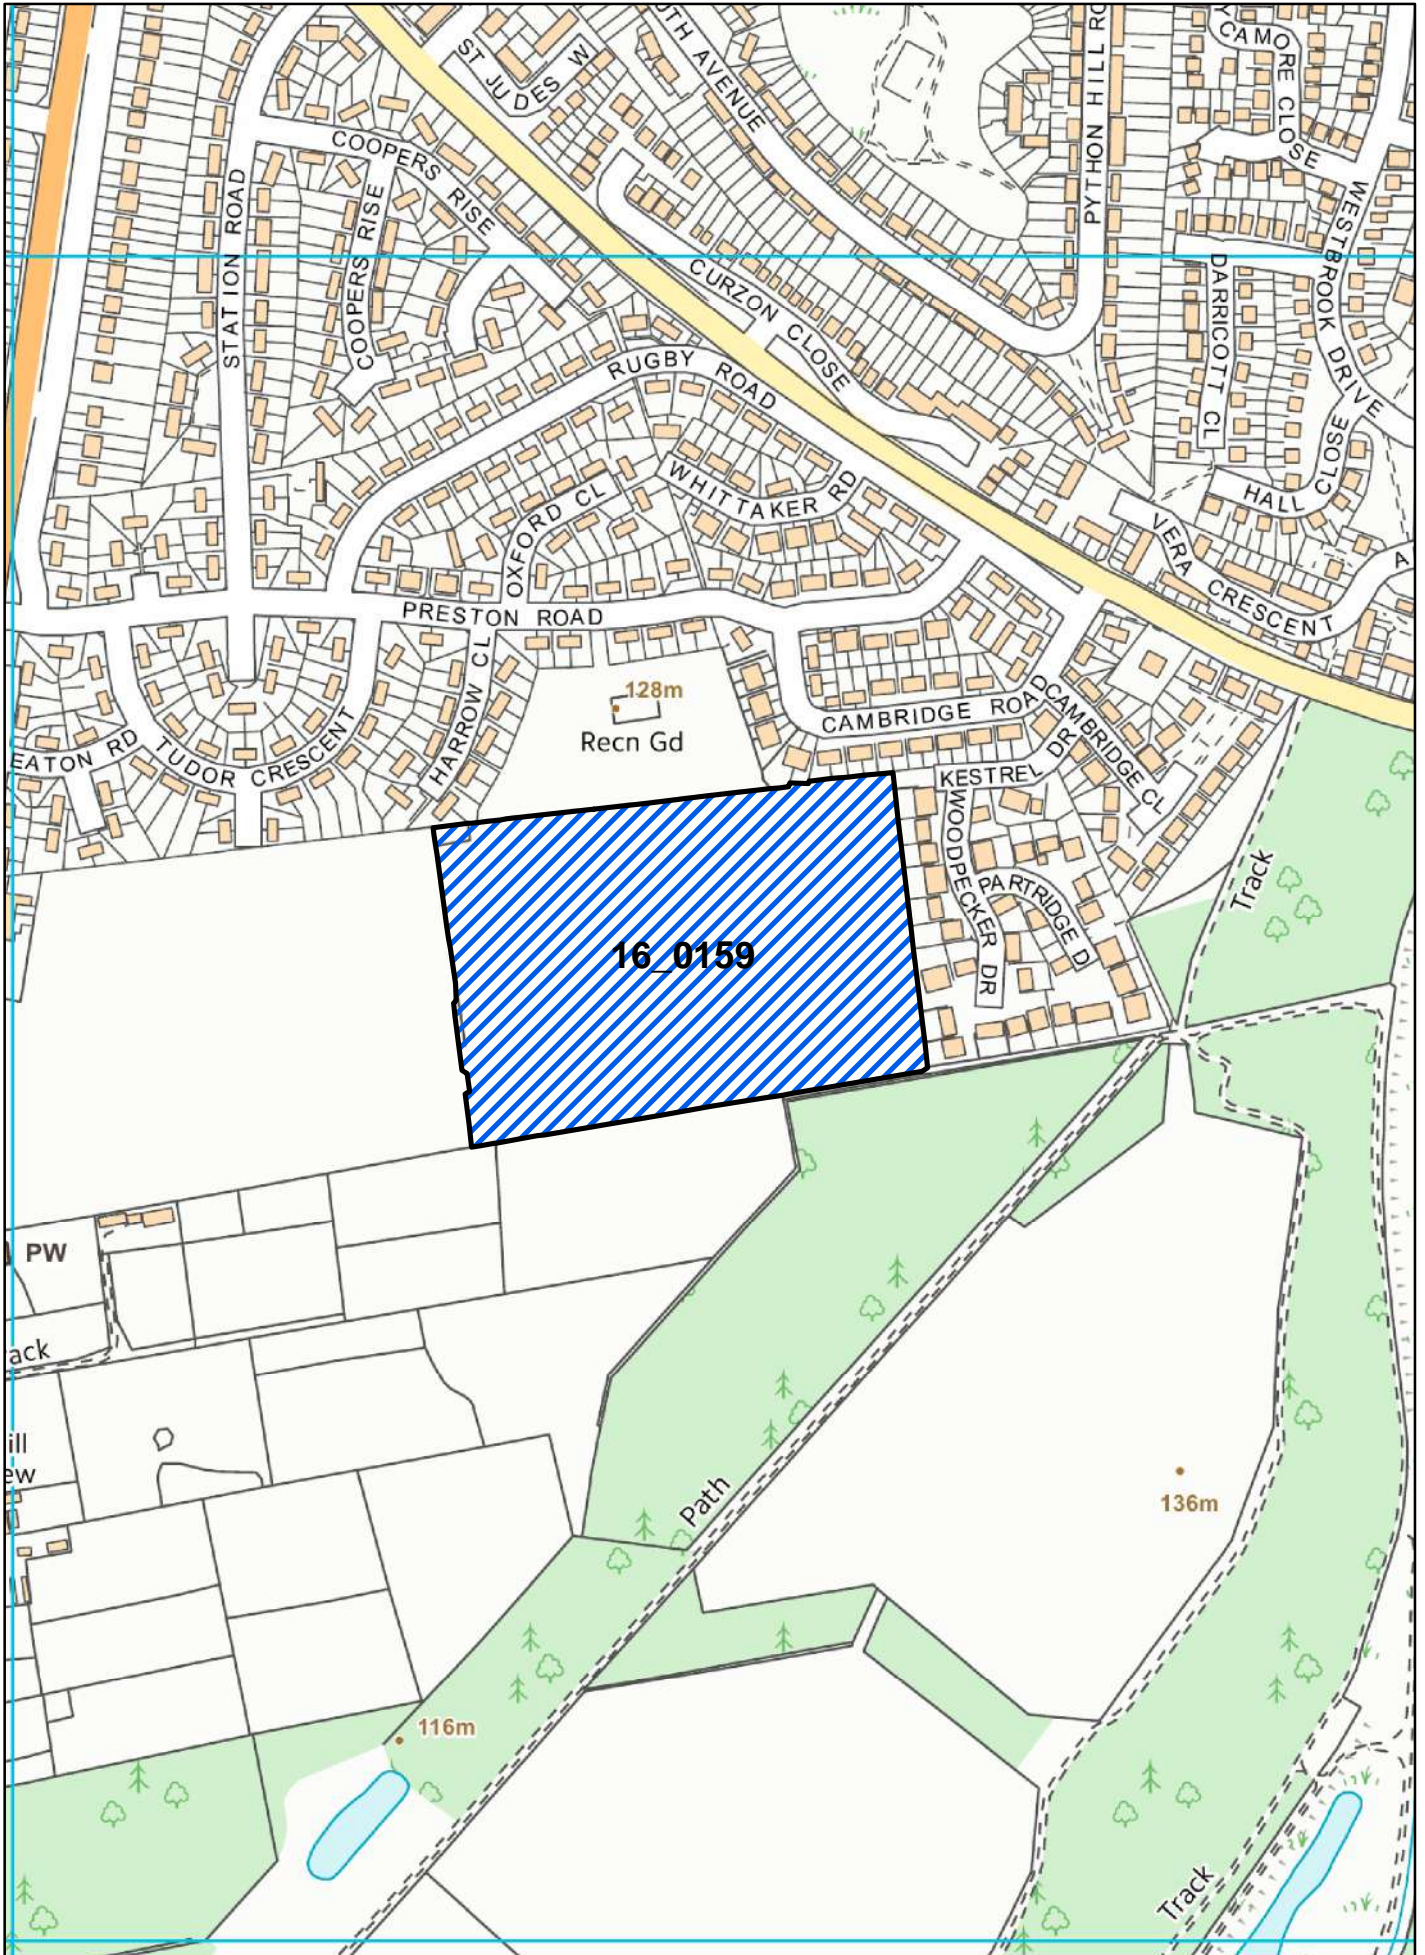 ST JUDES W
UTH AVENUE
PYTHON HILL RO
YCAMORE CLOSE
COOPERS RISE
STATION ROAD
COOPERS RISE
CURZON CLOSE
WESTBROOK DRIVE
DARRICOTT CL
RUGBY ROAD
WHITTAKER RD
OXFORD CL
HALL CLOSE
VERA CRESCENT
A
PRESTON ROAD
HARROW CL
128m
Recn Gd
CAMBRIDGE ROAD
CAMBRIDGE CL
EATON RD
TUDOR CRESCENT
KESTREL DR
WOODPECKER DR
PARTRIDGE D
Track
16_0159
PW
ack
ill
ew
Path
136m
116m
Track